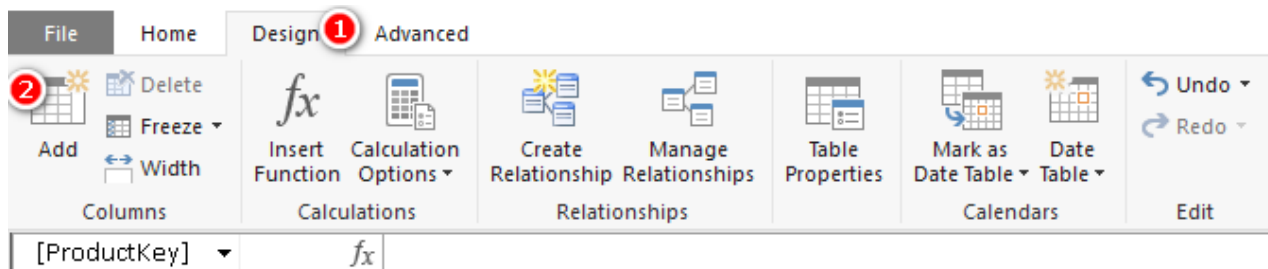 File Home Design 1 Advanced
2 Delete
Freeze
Width
Add
Columns
fx
Insert
Function
Calculation
Options
Calculations
Create
Relationship
Manage
Relationships
Relationships
Table
Properties
Mark as
Date Table
Date
Table
Calendars
Undo
Redo
Edit
[ProductKey] fx